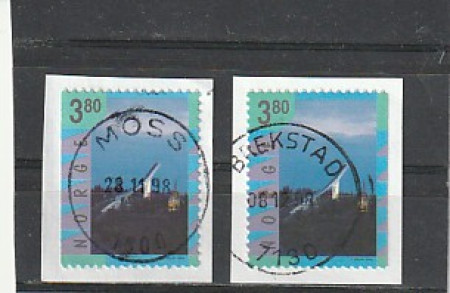 3.80
NORGE
MOSS
28.11.98
1500
3.80
NORGE
BREKSTAD
08.12.98
7130